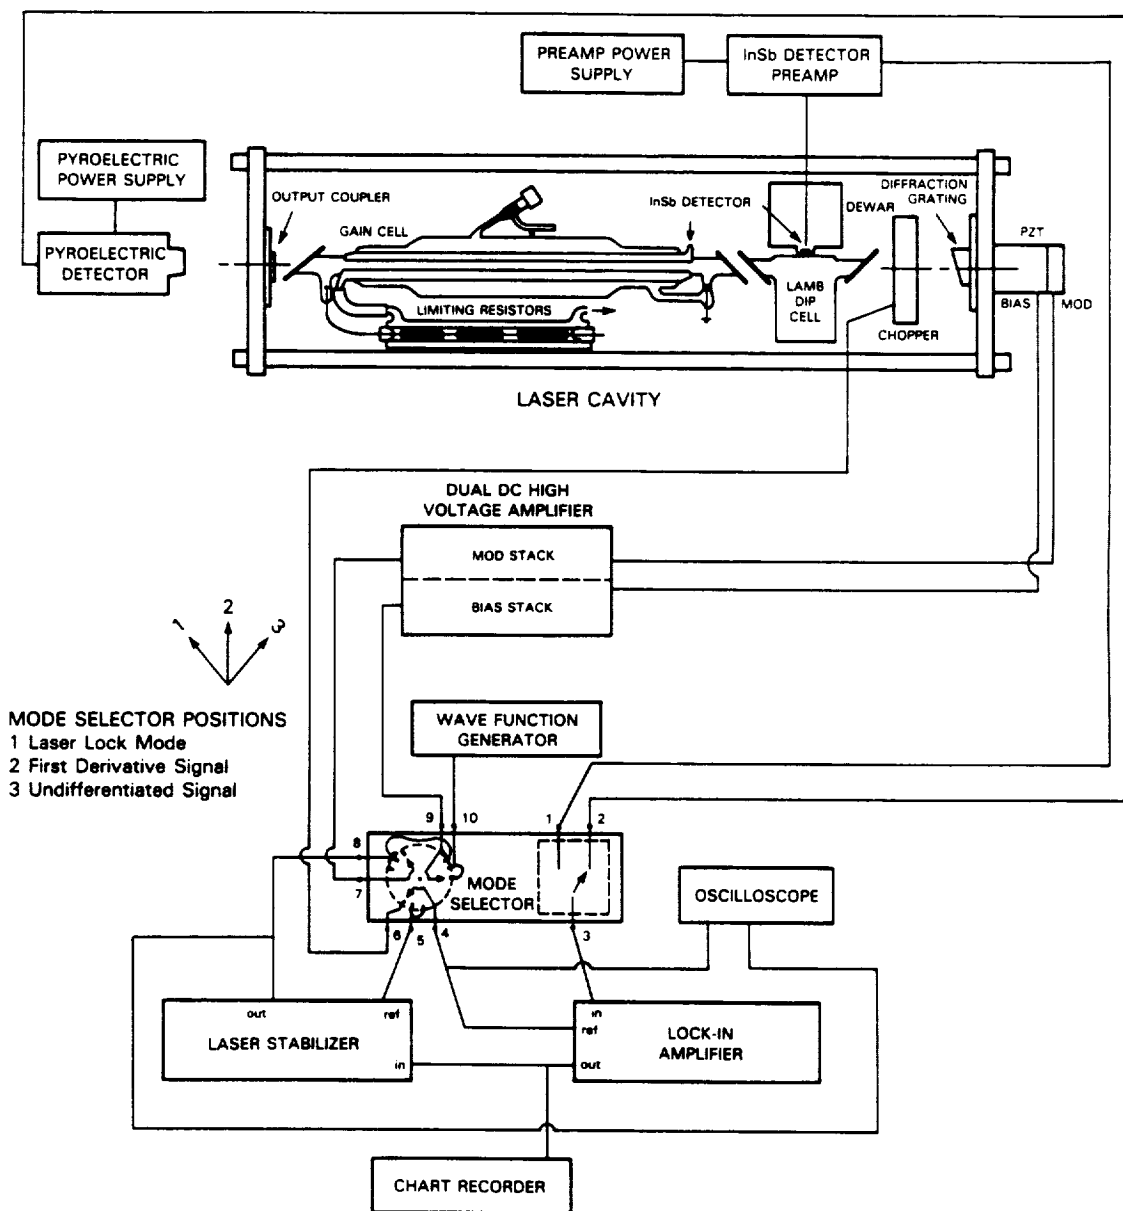 PREAMP POWER
SUPPLY
InSb DETECTOR
PREAMP
PYROELECTRIC
POWER SUPPLY
PYROELECTRIC
DETECTOR
OUTPUT COUPLER
GAIN CELL
InSb DETECTOR
DEWAR
DIFFRACTION
GRATING
PZT
LIMITING RESISTORS
LAMB
DIP
CELL
CHOPPER
BIAS
MOD
LASER CAVITY
DUAL DC HIGH
VOLTAGE AMPLIFIER
MOD STACK
BIAS STACK
1
2
3
MODE SELECTOR POSITIONS
1 Laser Lock Mode
2 First Derivative Signal
3 Undifferentiated Signal
WAVE FUNCTION
GENERATOR
9
10
1
2
8
7
MODE
SELECTOR
6
5
4
3
OSCILLOSCOPE
out
ref
LASER STABILIZER
in
in
ref
LOCK-IN
AMPLIFIER
out
CHART RECORDER